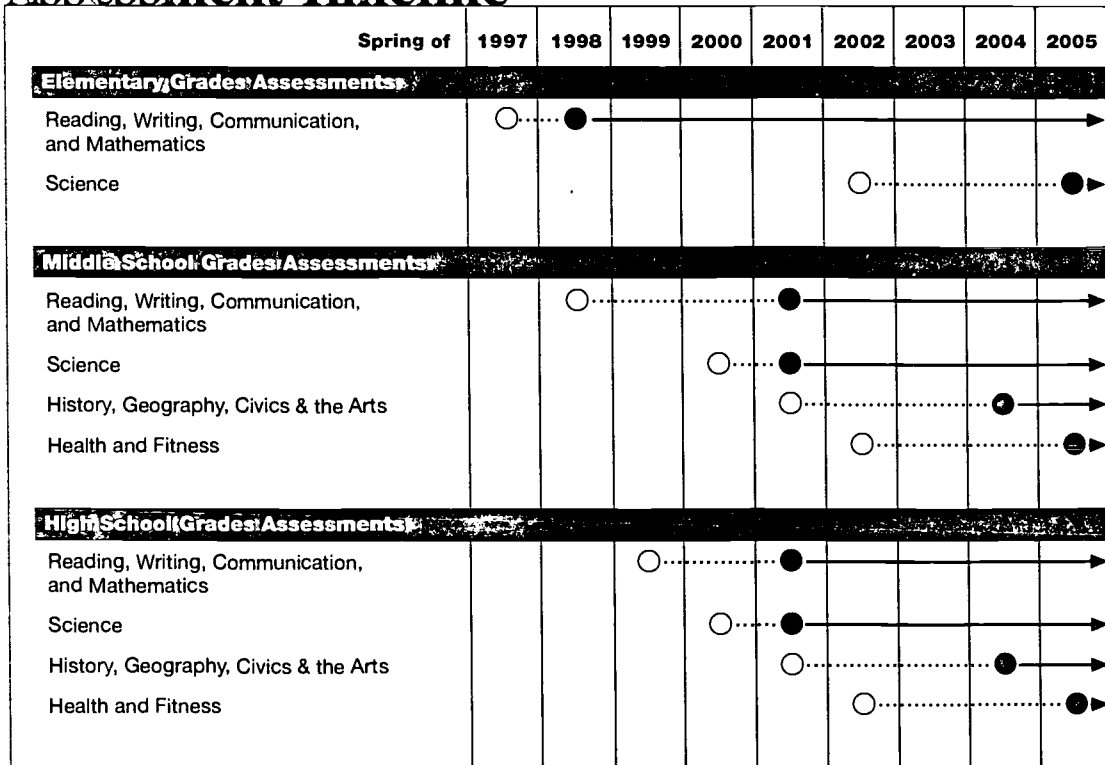 Assessment Timeline
Spring of 1997 1998 1999 2000 2001 2002 2003 2004 2005
Elementary Grades Assessments
Reading, Writing, Communication,
and Mathematics
Science
Middle School Grades Assessments
Reading, Writing, Communication,
and Mathematics
Science
History, Geography, Civics & the Arts
Health and Fitness
High School Grades Assessments
Reading, Writing, Communication,
and Mathematics
Science
History, Geography, Civics & the Arts
Health and Fitness